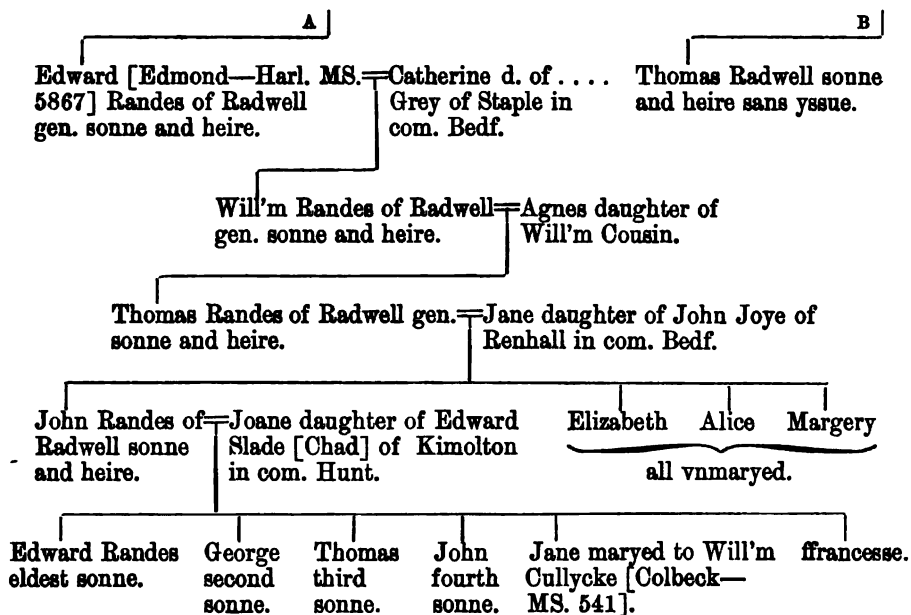 A
B
Edward [Edmond—Harl. MS.
5867] Randes of Radwell
gen. sonne and heire.
Catherine d. of . . . .
Grey of Staple in
com. Bedf.
Thomas Radwell sonne
and heire sans yssue.
Will'm Randes of Radwell
gen. sonne and heire.
Agnes daughter of
Will'm Cousin.
Thomas Randes of Radwell gen.
sonne and heire.
Jane daughter of John Joye of
Renhall in com. Bedf.
John Randes of
Radwell sonne
and heire.
Joane daughter of Edward
Slade [Chad] of Kimolton
in com. Hunt.
Elizabeth
Alice
Margery
all vnmaryed.
Edward Randes
eldest sonne.
George
second
sonne.
Thomas
third
sonne.
John
fourth
sonne.
Jane maryed to Will'm
Cullycke [Colbeck—
MS. 541].
ffrancesse.